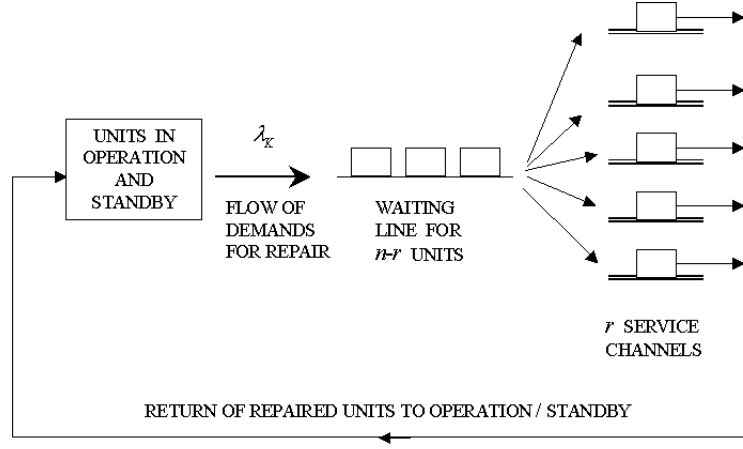 UNITS IN
OPERATION
AND
STANDBY
λK
FLOW OF
DEMANDS
FOR REPAIR
WAITING
LINE FOR
n-r UNITS
r SERVICE
CHANNELS
RETURN OF REPAIRED UNITS TO OPERATION / STANDBY